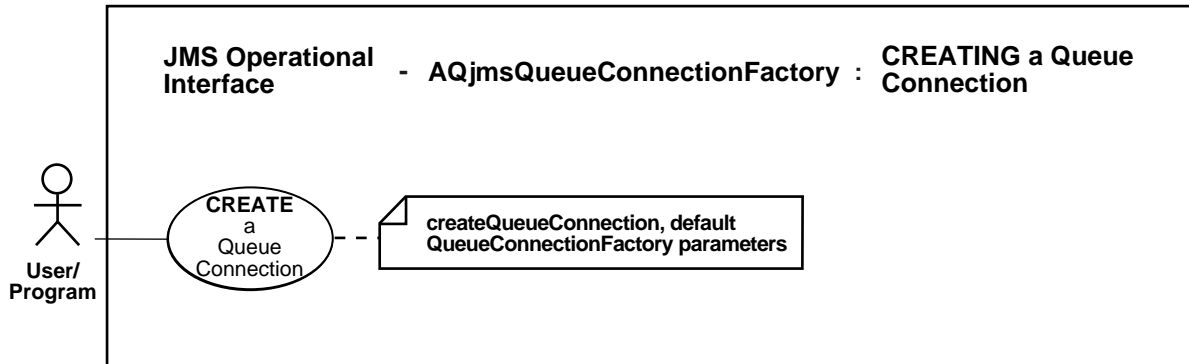 JMS Operational
Interface
- AQjmsQueueConnectionFactory :
CREATING a Queue
Connection
CREATE
a
Queue
Connection
createQueueConnection, default
QueueConnectionFactory parameters
User/
Program